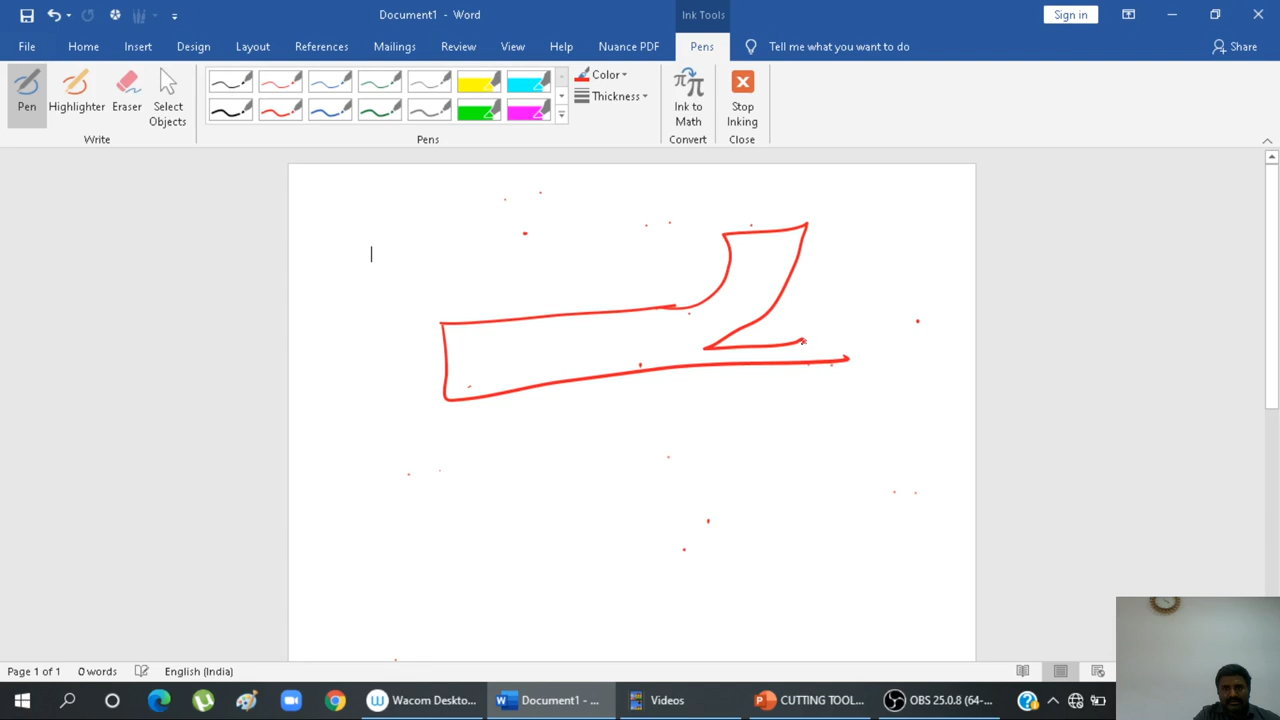 Document1 - Word
Ink Tools
Sign in
File
Home
Insert
Design
Layout
References
Mailings
Review
View
Help
Nuance PDF
Pens
Tell me what you want to do
Share
Pen
Highlighter
Eraser
Select
Objects
Color
Thickness
Ink to
Math
Stop
Inking
Write
Pens
Convert
Close
Page 1 of 1
0 words
English (India)
Wacom Deskto...
Document1 - ...
Videos
CUTTING TOOL...
OBS 25.0.8 (64-...